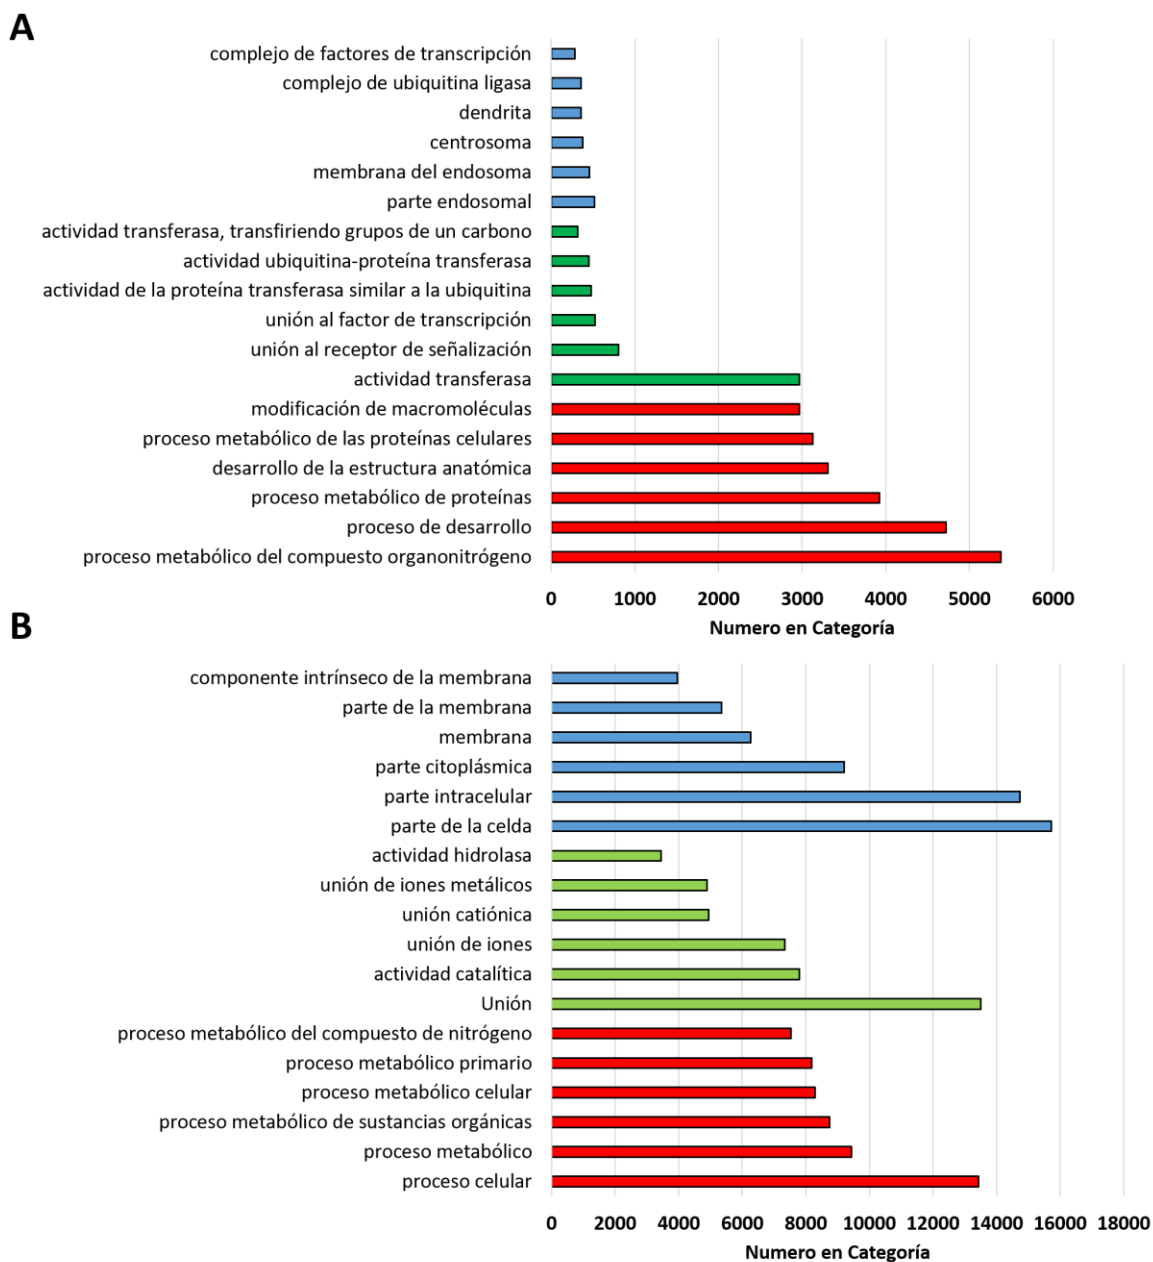 A
complejo de factores de transcripción
complejo de ubiquitina ligasa
dendrita
centrosoma
membrana del endosoma
parte endosomal
actividad transferasa, transfiriendo grupos de un carbono
actividad ubiquitina-proteína transferasa
actividad de la proteína transferasa similar a la ubiquitina
unión al factor de transcripción
unión al receptor de señalización
actividad transferasa
modificación de macromoléculas
proceso metabólico de las proteínas celulares
desarrollo de la estructura anatómica
proceso metabólico de proteínas
proceso de desarrollo
proceso metabólico del compuesto organonitrógeno
0 1000 2000 3000 4000 5000 6000
Numero en Categoría
B
componente intrínseco de la membrana
parte de la membrana
membrana
parte citoplásmica
parte intracelular
parte de la celda
actividad hidrolasa
unión de iones metálicos
unión catiónica
unión de iones
actividad catalítica
Unión
proceso metabólico del compuesto de nitrógeno
proceso metabólico primario
proceso metabólico celular
proceso metabólico de sustancias orgánicas
proceso metabólico
proceso celular
0 2000 4000 6000 8000 10000 12000 14000 16000 18000
Numero en Categoría